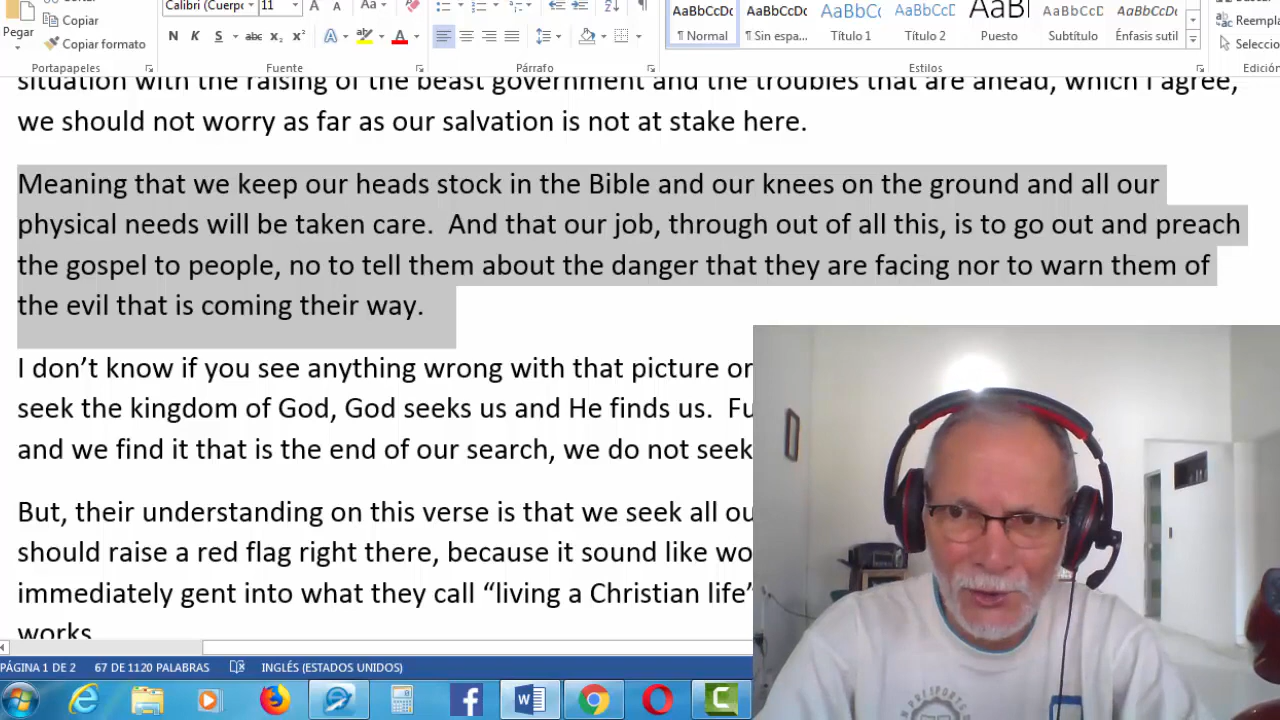 Calibri (Cuerpo 11 Aa
AaBbCcDc AaBbCcDc AaBbCcD AaBbCcD AaBb AaBbCcD AaBbCcDc
Pegar Copiar N K S abc x₂ x² A ab A ¶ Normal ¶ Sin espa... Título 1 Título 2 Puesto Subtítulo Énfasis sutil Reempl
Copiar formato Seleccio
Portapapeles Fuente Párrafo Estilos Edición
situation with the raising of the beast government and the troubles that are ahead, which I agree,
we should not worry as far as our salvation is not at stake here.
Meaning that we keep our heads stock in the Bible and our knees on the ground and all our
physical needs will be taken care. And that our job, through out of all this, is to go out and preach
the gospel to people, no to tell them about the danger that they are facing nor to warn them of
the evil that is coming their way.
I don’t know if you see anything wrong with that picture or
seek the kingdom of God, God seeks us and He finds us. Fu
and we find it that is the end of our search, we do not seek
But, their understanding on this verse is that we seek all ou
should raise a red flag right there, because it sound like wo
immediately gent into what they call “living a Christian life”
works
PÁGINA 1 DE 2 67 DE 1120 PALABRAS INGLÉS (ESTADOS UNIDOS)